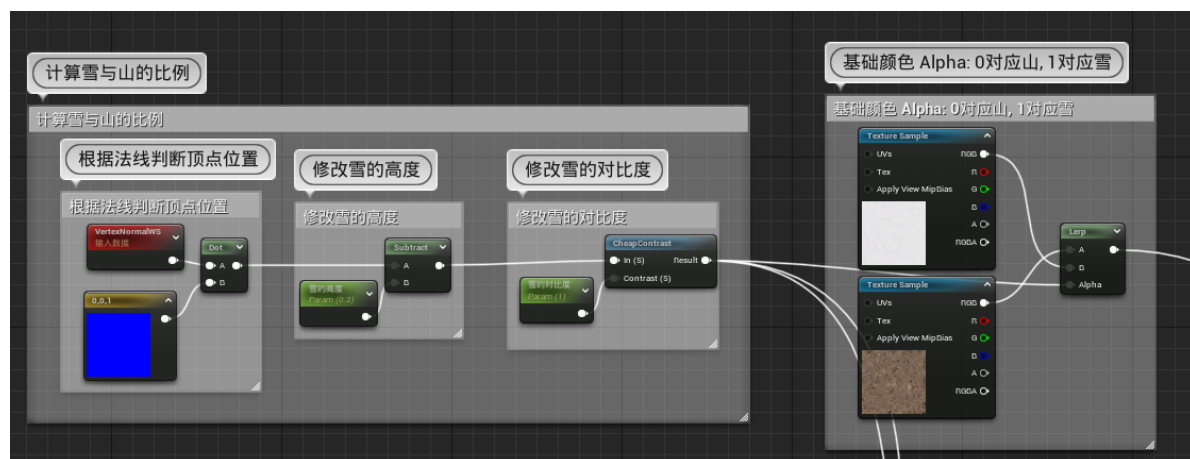 计算雪与山的比例
计算雪与山的比例
根据法线判断顶点位置
根据法线判断顶点位置
VertexNormalWS
输入数据
0,0,1
Dot
A
B
修改雪的高度
修改雪的高度
雪的高度
Param (0.2)
Subtract
A
B
修改雪的对比度
修改雪的对比度
雪的对比度
Param (1)
CheapContrast
In (S) Result
Contrast (S)
基础颜色 Alpha: 0对应山, 1对应雪
基础颜色 Alpha: 0对应山, 1对应雪
Texture Sample
UVs RGB
Tex R
Apply View MipBias G
B
A
RGBA
Texture Sample
UVs RGB
Tex R
Apply View MipBias G
B
A
RGBA
Lerp
A
B
Alpha